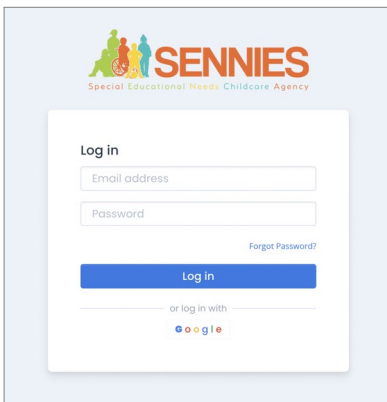 SENNIES
Special Educational Needs Childcare Agency
Log in
Email address
Password
Forgot Password?
Log in
or log in with
Google